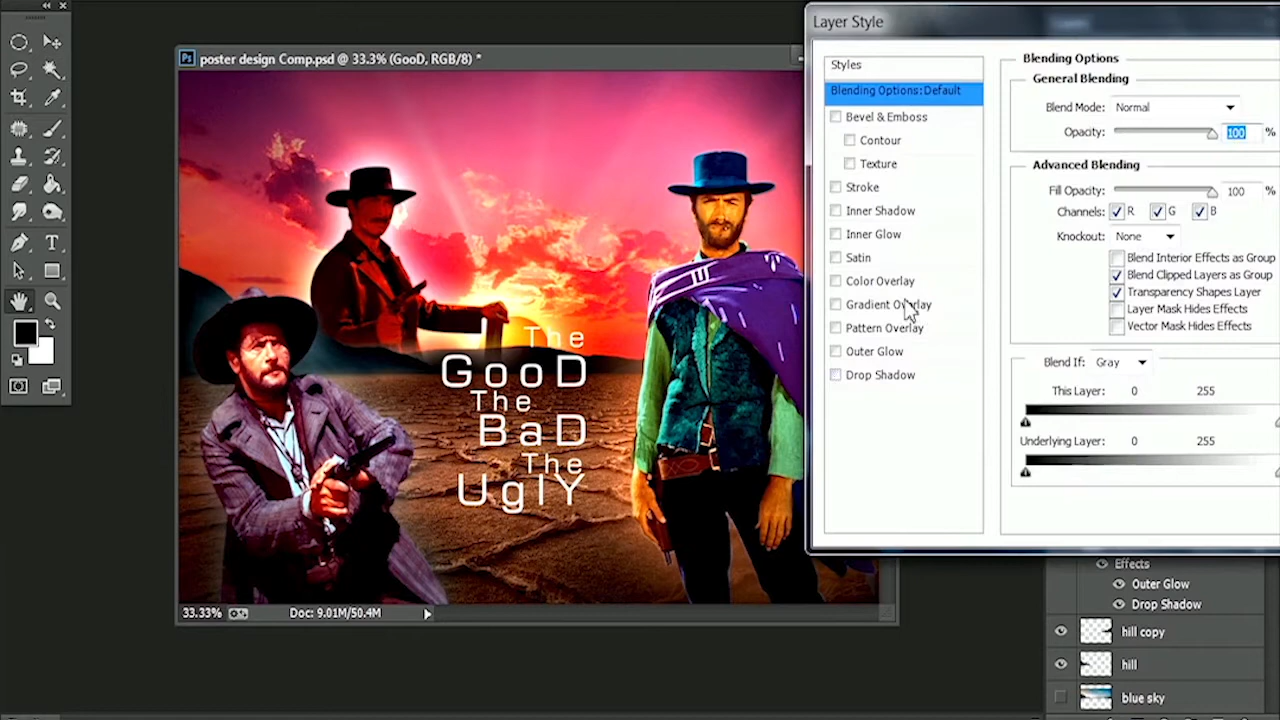 Layer Style
poster design Comp.psd @ 33.3% (GooD, RGB/8) *
Styles
Blending Options:Default
Bevel & Emboss
Contour
Texture
Stroke
Inner Shadow
Inner Glow
Satin
Color Overlay
Gradient Overlay
Pattern Overlay
Outer Glow
Drop Shadow
Blending Options
General Blending
Blend Mode: Normal
Opacity: 100 %
Advanced Blending
Fill Opacity: 100 %
Channels: R G B
Knockout: None
Blend Interior Effects as Group
Blend Clipped Layers as Group
Transparency Shapes Layer
Layer Mask Hides Effects
Vector Mask Hides Effects
Blend If: Gray
This Layer: 0 255
Underlying Layer: 0 255
The
GooD
The
BaD
The
UglY
33.33% Doc: 9.01M/50.4M
Effects
Outer Glow
Drop Shadow
hill copy
hill
blue sky